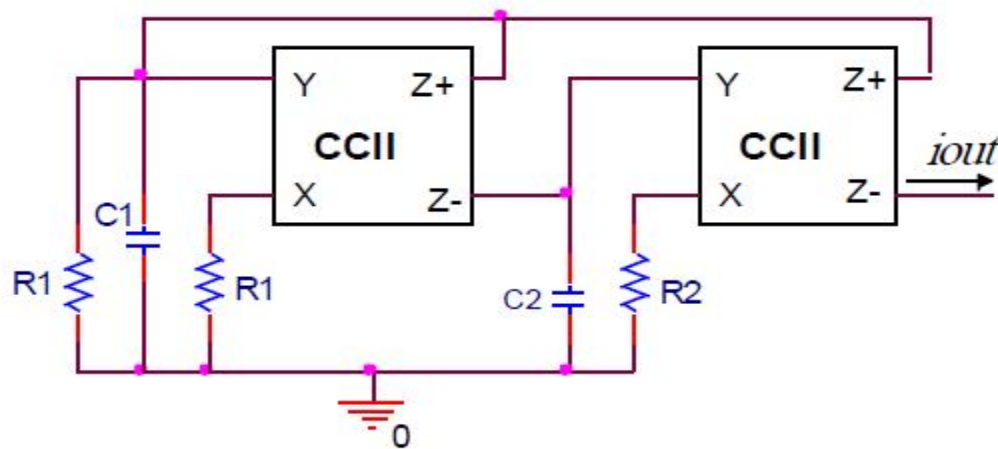 Y Z+
CCII
X Z-
Y Z+
CCII
X Z-
iout
C1
R1
R1
C2
R2
0